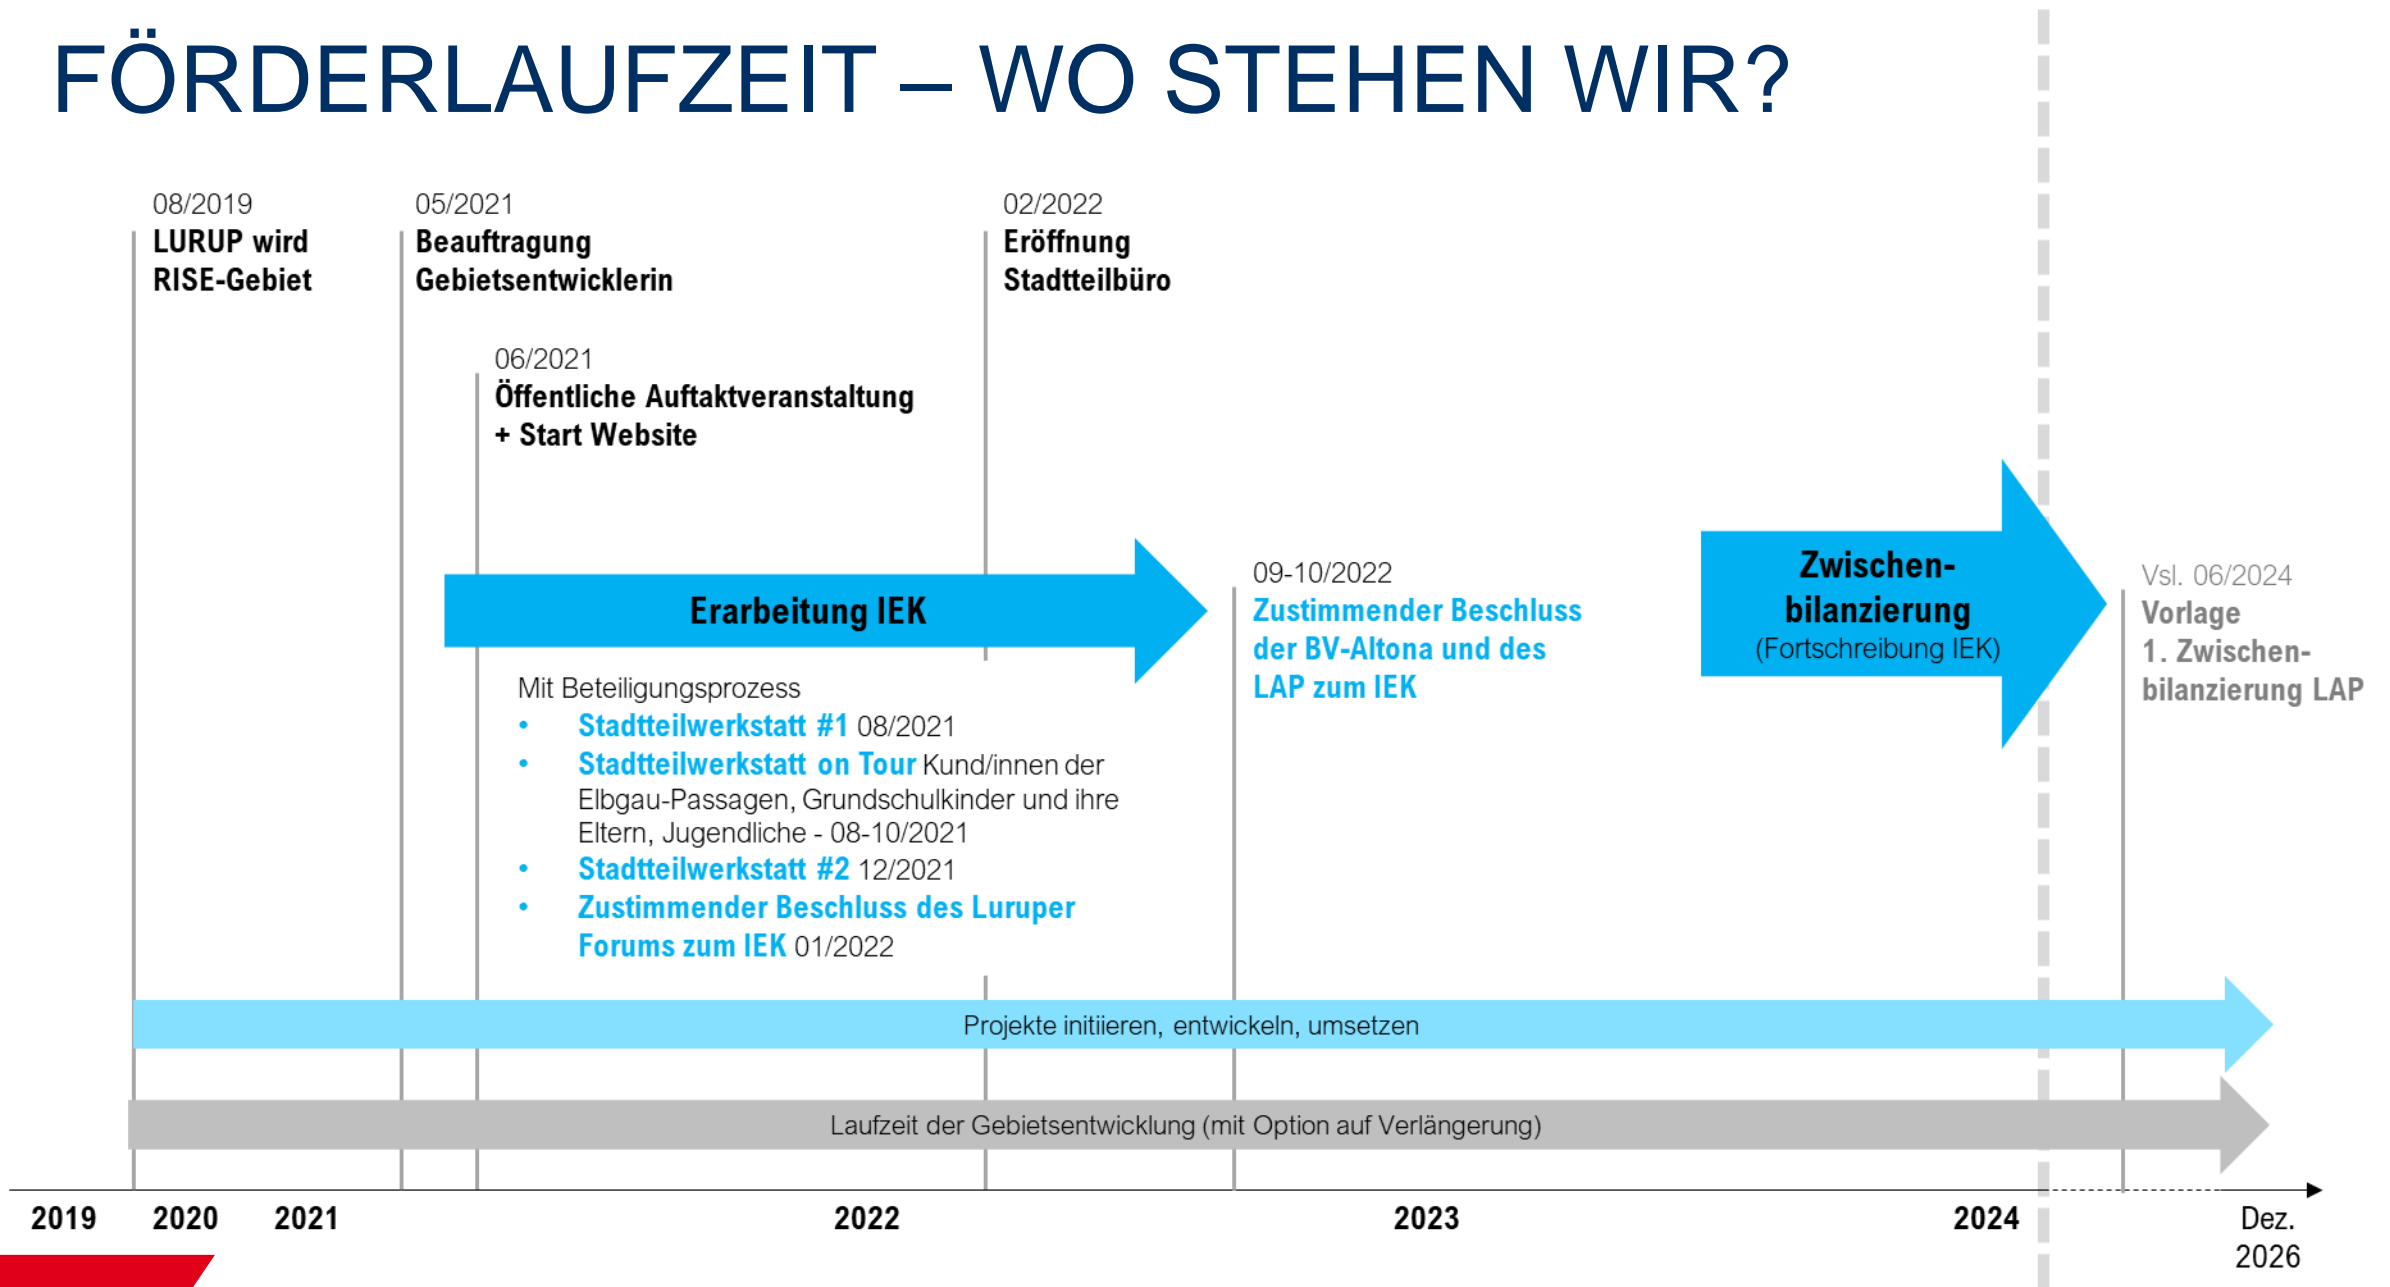 FÖRDERLAUFZEIT – WO STEHEN WIR?
08/2019
LURUP wird
RISE-Gebiet
05/2021
Beauftragung
Gebietsentwicklerin
02/2022
Eröffnung
Stadtteilbüro
06/2021
Öffentliche Auftaktveranstaltung
+ Start Website
Erarbeitung IEK
09-10/2022
Zustimmender Beschluss
der BV-Altona und des
LAP zum IEK
Zwischen-
bilanzierung
(Fortschreibung IEK)
Vsl. 06/2024
Vorlage
1. Zwischen-
bilanzierung LAP
Mit Beteiligungsprozess
• Stadtteilwerkstatt #1 08/2021
• Stadtteilwerkstatt on Tour Kund/innen der
Elbgau-Passagen, Grundschulkinder und ihre
Eltern, Jugendliche - 08-10/2021
• Stadtteilwerkstatt #2 12/2021
• Zustimmender Beschluss des Luruper
Forums zum IEK 01/2022
Projekte initiieren, entwickeln, umsetzen
Laufzeit der Gebietsentwicklung (mit Option auf Verlängerung)
2019 2020 2021 2022 2023 2024 Dez.
2026